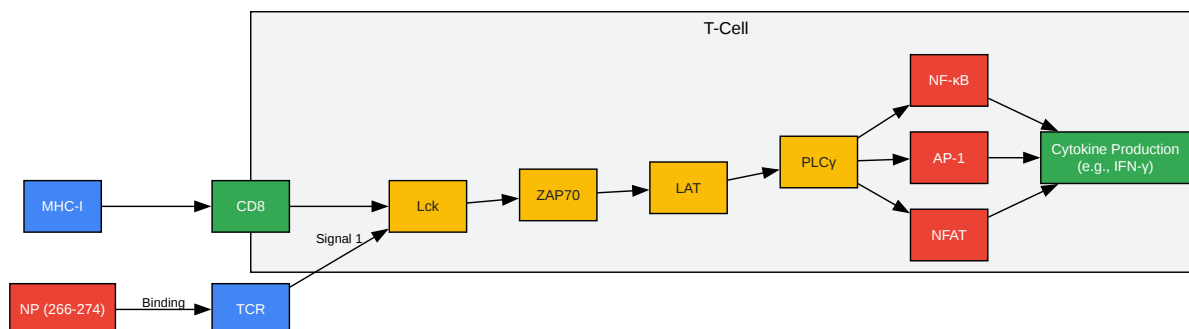 T-Cell
NF-κB
Cytokine Production
(e.g., IFN-γ)
PLCγ
AP-1
LAT
ZAP70
MHC-I
CD8
Lck
NFAT
Signal 1
NP (266-274)
Binding
TCR